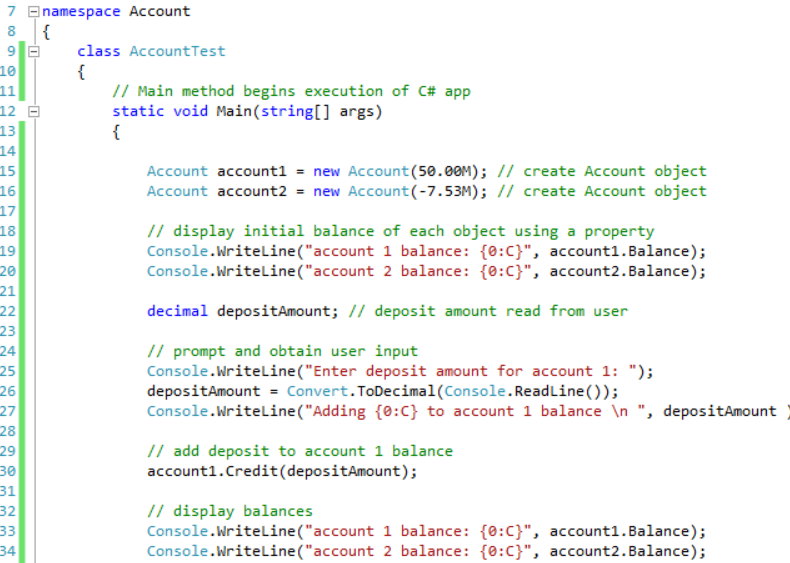 7 namespace Account
8 {
9 class AccountTest
10 {
11 // Main method begins execution of C# app
12 static void Main(string[] args)
13 {
14
15 Account account1 = new Account(50.00M); // create Account object
16 Account account2 = new Account(-7.53M); // create Account object
17
18 // display initial balance of each object using a property
19 Console.WriteLine("account 1 balance: {0:C}", account1.Balance);
20 Console.WriteLine("account 2 balance: {0:C}", account2.Balance);
21
22 decimal depositAmount; // deposit amount read from user
23
24 // prompt and obtain user input
25 Console.WriteLine("Enter deposit amount for account 1: ");
26 depositAmount = Convert.ToDecimal(Console.ReadLine());
27 Console.WriteLine("Adding {0:C} to account 1 balance \n ", depositAmount )
28
29 // add deposit to account 1 balance
30 account1.Credit(depositAmount);
31
32 // display balances
33 Console.WriteLine("account 1 balance: {0:C}", account1.Balance);
34 Console.WriteLine("account 2 balance: {0:C}", account2.Balance);